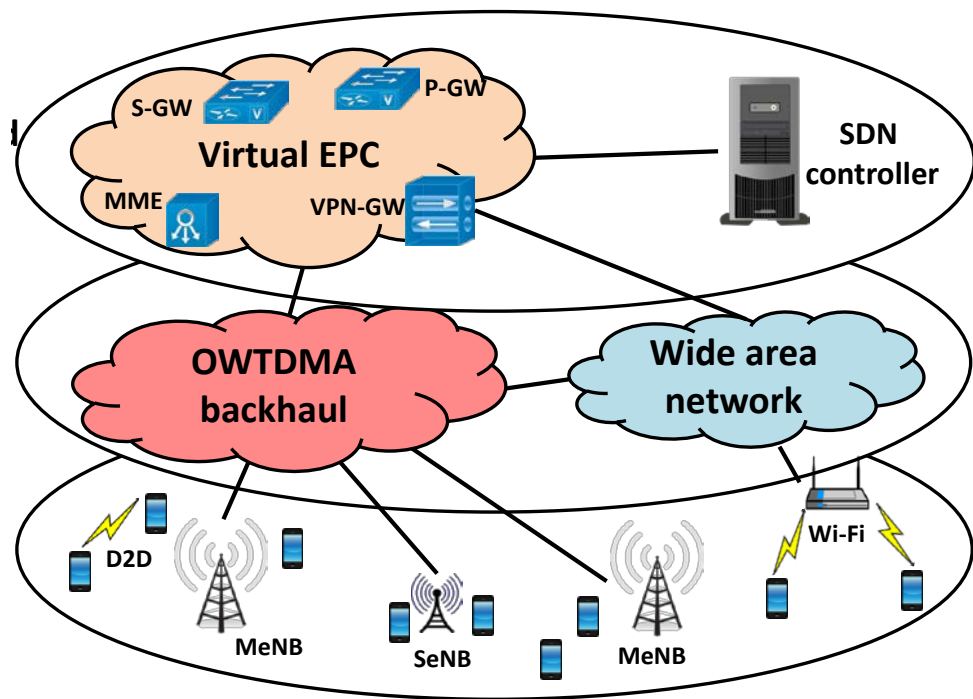 S-GW
P-GW
Virtual EPC
SDN
controller
MME
VPN-GW
OWTDMA
backhaul
Wide area
network
D2D
Wi-Fi
MeNB
SeNB
MeNB